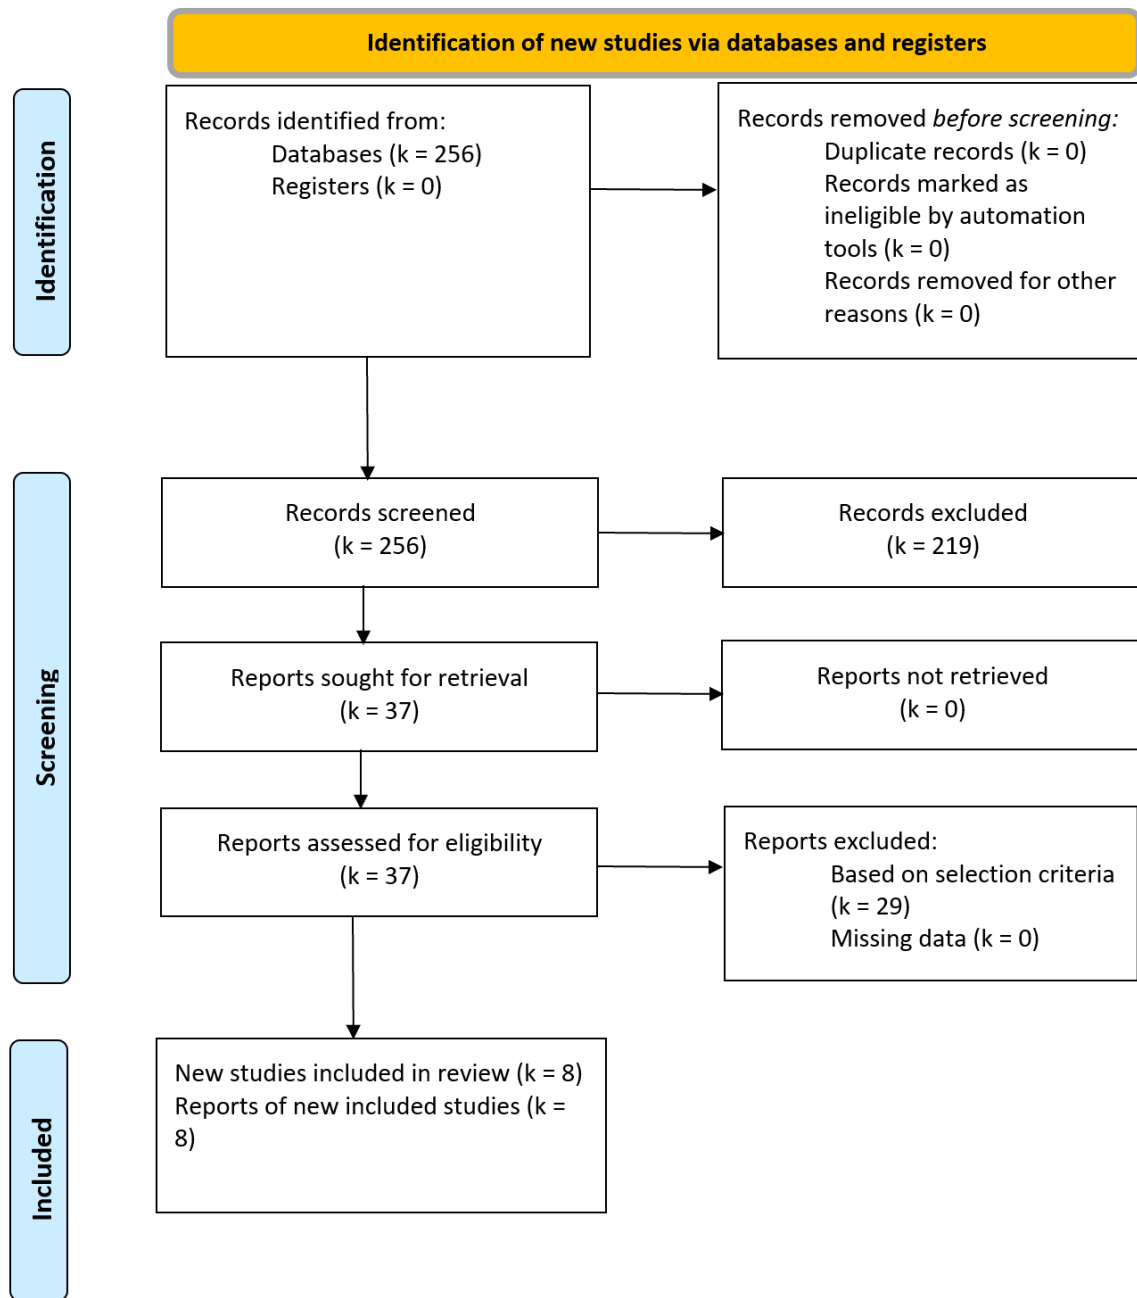 Identification of new studies via databases and registers
Identification
Records identified from:
Databases (k = 256)
Registers (k = 0)
Records removed before screening:
Duplicate records (k = 0)
Records marked as
ineligible by automation
tools (k = 0)
Records removed for other
reasons (k = 0)
Screening
Records screened
(k = 256)
Records excluded
(k = 219)
Reports sought for retrieval
(k = 37)
Reports not retrieved
(k = 0)
Reports assessed for eligibility
(k = 37)
Reports excluded:
Based on selection criteria
(k = 29)
Missing data (k = 0)
Included
New studies included in review (k = 8)
Reports of new included studies (k =
8)